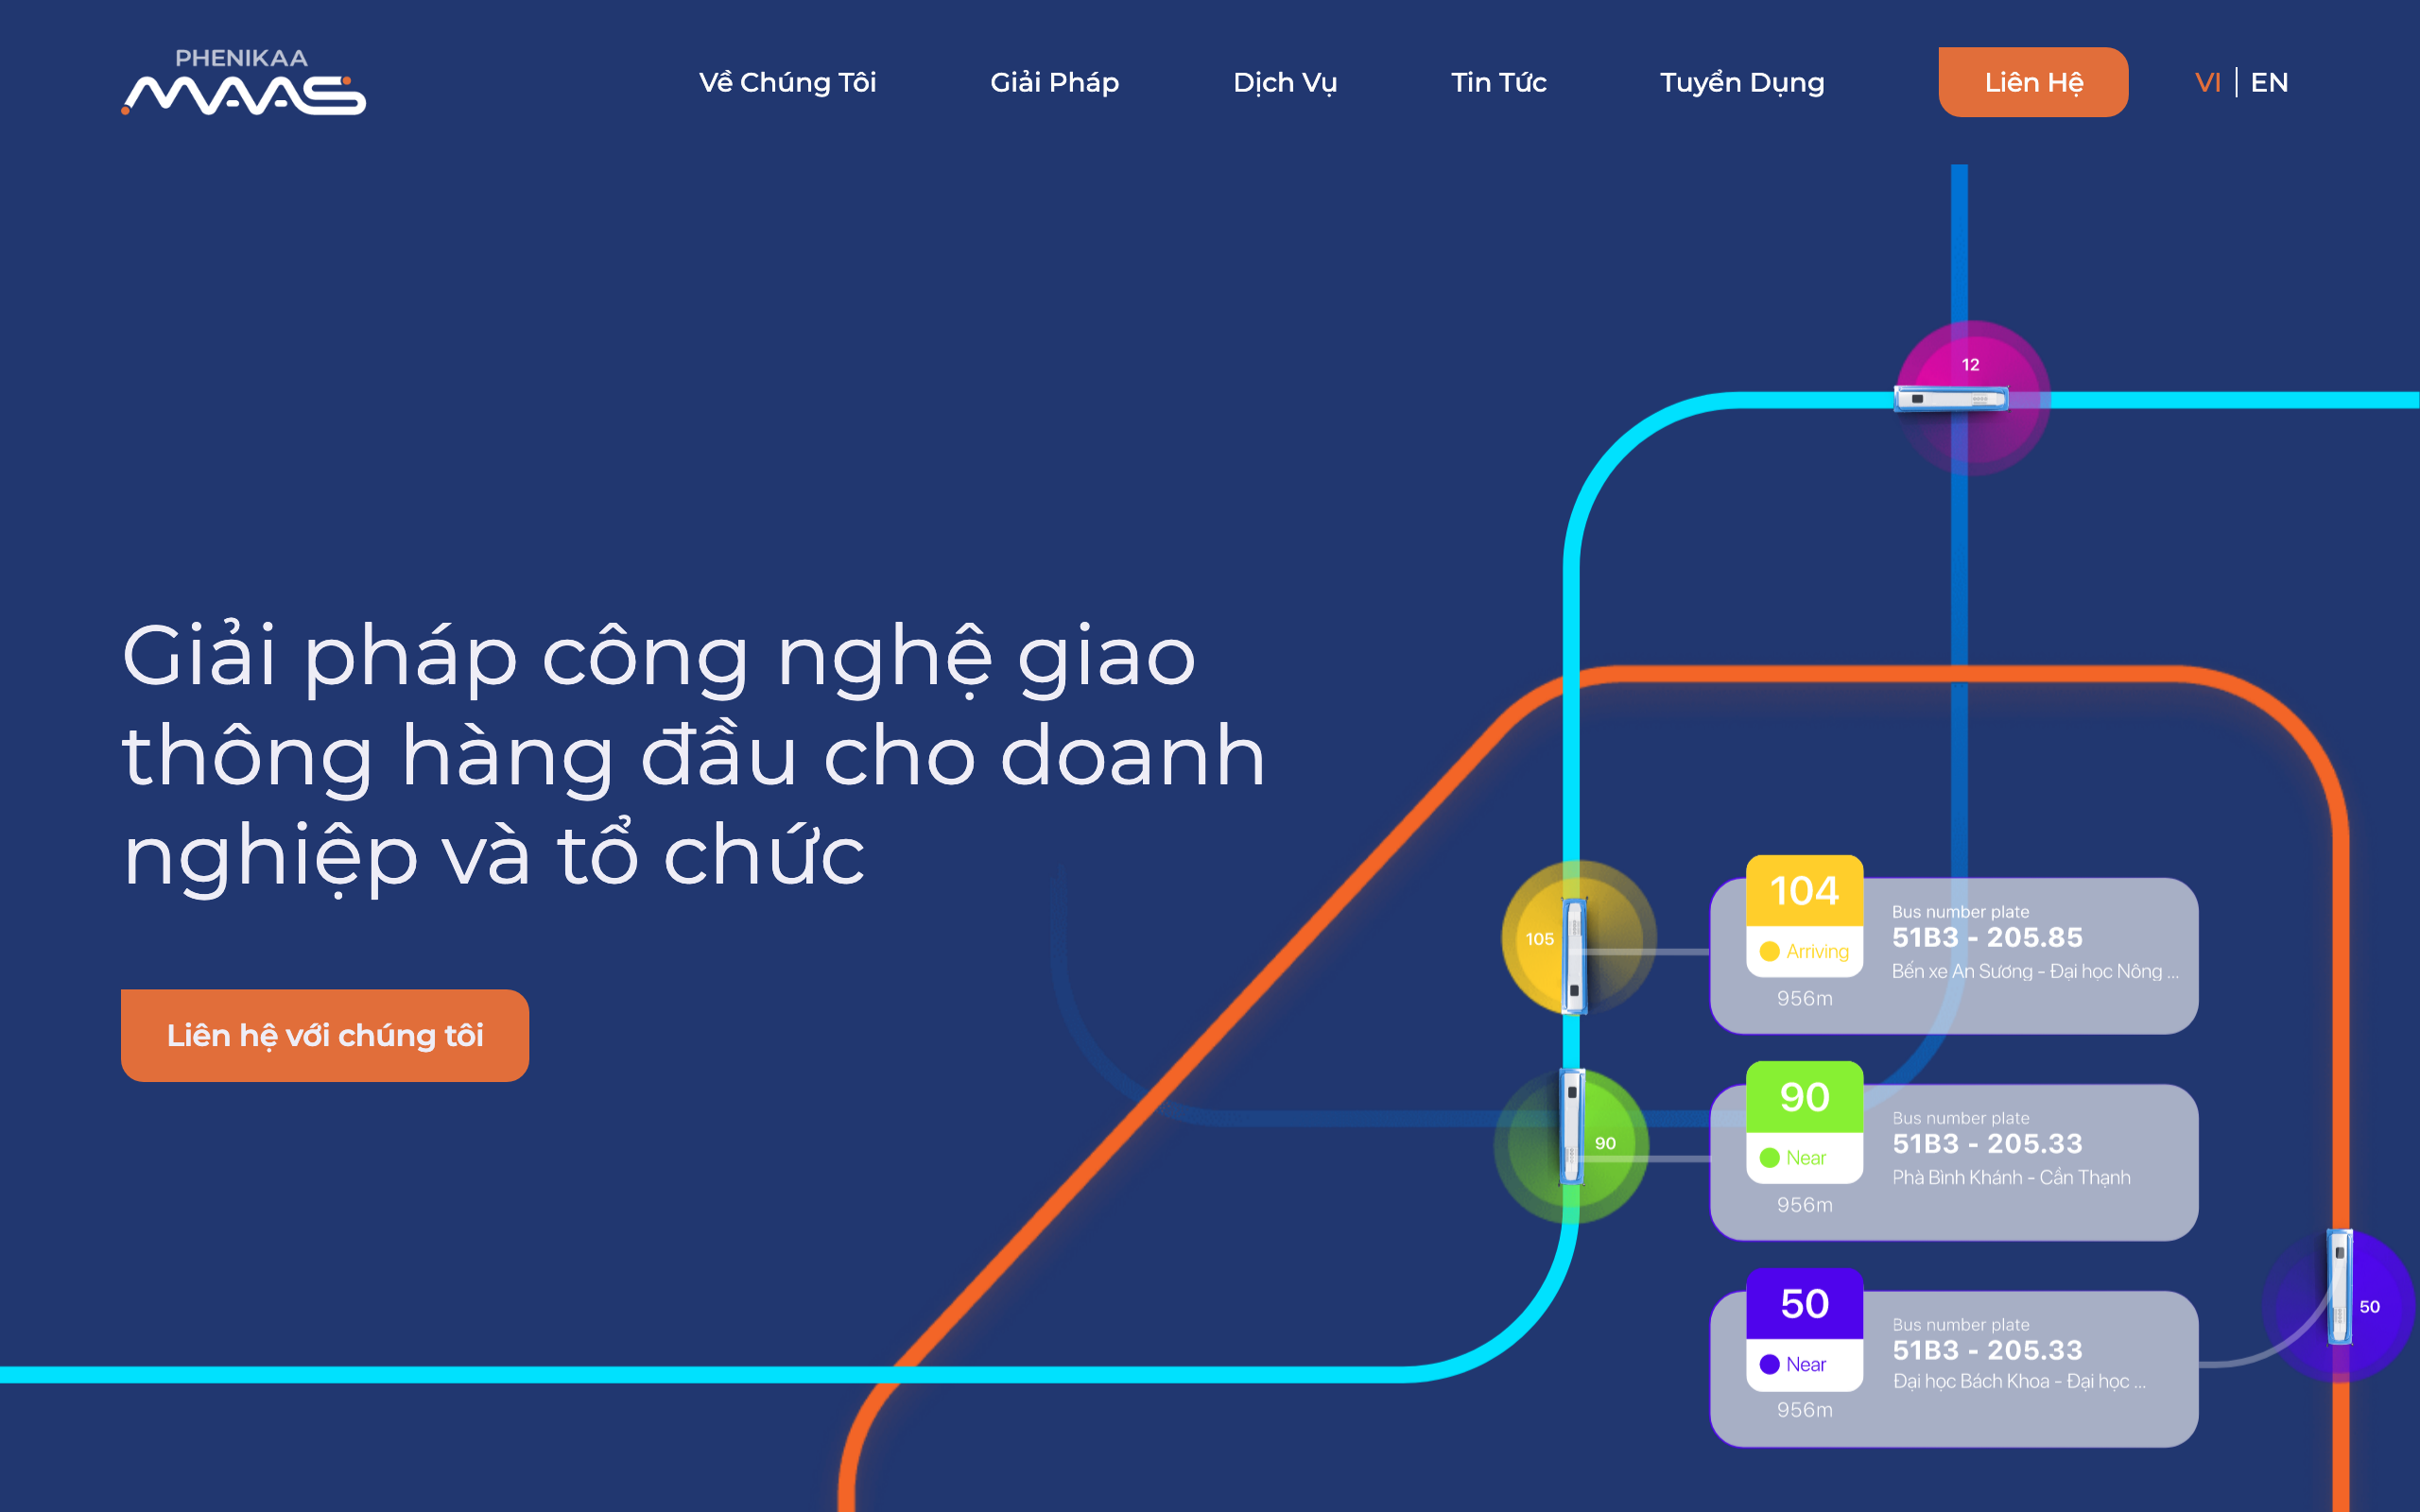 PHENIKAA
MAAS
Về Chúng Tôi
Giải Pháp
Dịch Vụ
Tin Tức
Tuyển Dụng
Liên Hệ
VI
EN
12
Giải pháp công nghệ giao
thông hàng đầu cho doanh
nghiệp và tổ chức
Liên hệ với chúng tôi
105
104
Arriving
956m
Bus number plate
51B3 - 205.85
Bến xe An Sương - Đại học Nông ...
90
90
Near
956m
Bus number plate
51B3 - 205.33
Phà Bình Khánh - Cần Thạnh
50
Near
956m
Bus number plate
51B3 - 205.33
Đại học Bách Khoa - Đại học ...
50